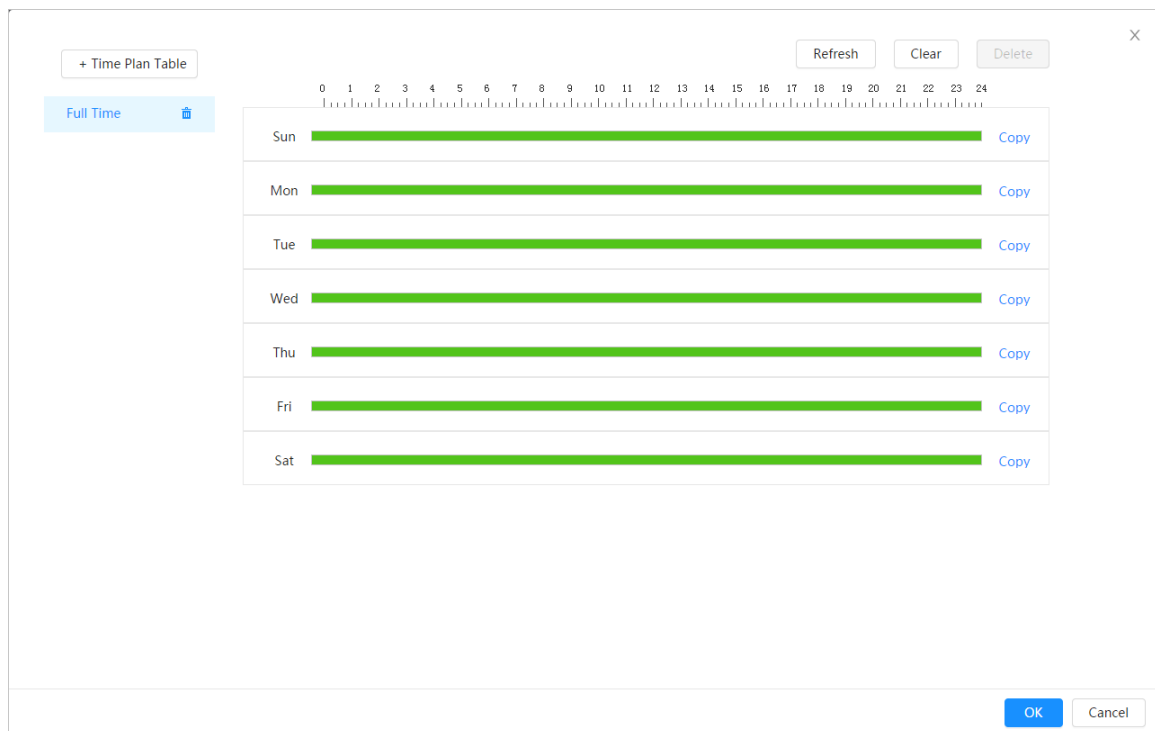 X
+ Time Plan Table
Refresh Clear Delete
0 1 2 3 4 5 6 7 8 9 10 11 12 13 14 15 16 17 18 19 20 21 22 23 24
Full Time
Sun Copy
Mon Copy
Tue Copy
Wed Copy
Thu Copy
Fri Copy
Sat Copy
OK Cancel